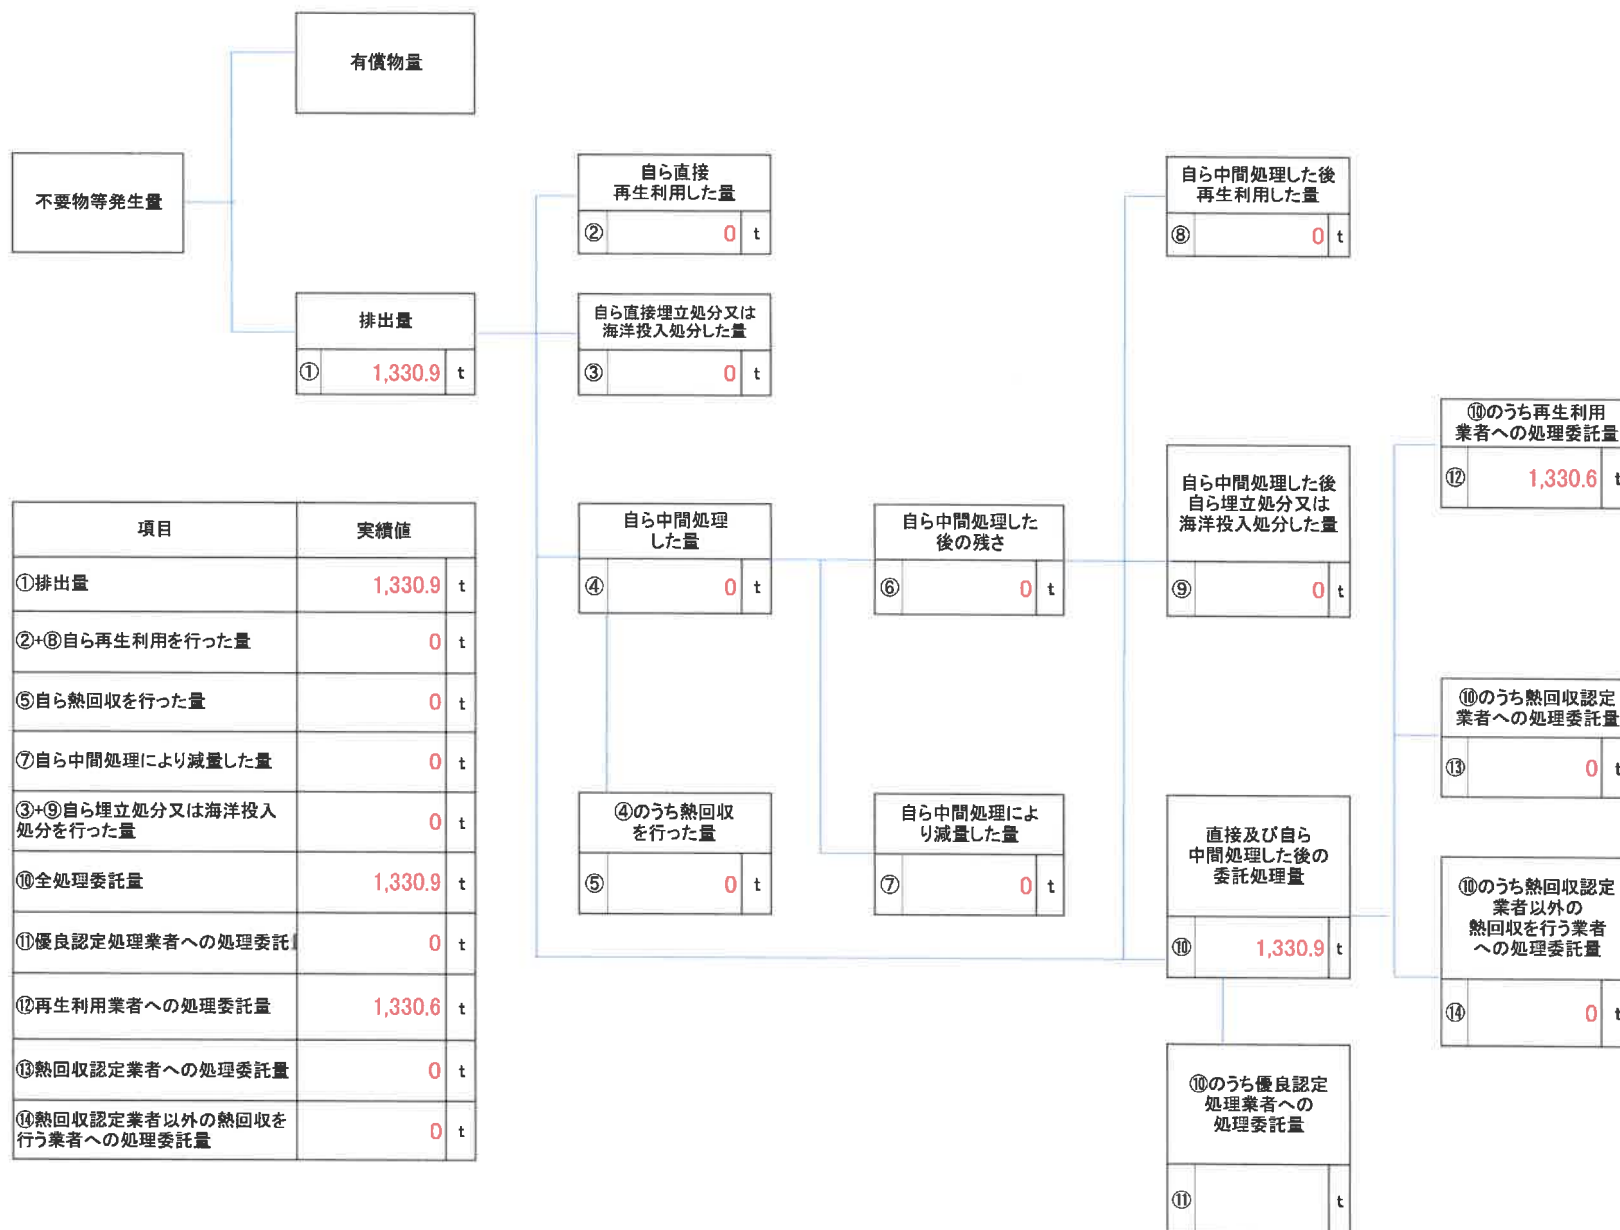 有償物量
不要物等発生量
排出量
① 1,330.9 t
自ら直接
再生利用した量
② 0 t
自ら直接埋立処分又は
海洋投入処分した量
③ 0 t
自ら中間処理
した量
④ 0 t
④のうち熱回収
を行った量
⑤ 0 t
自ら中間処理した
後の残さ
⑥ 0 t
自ら中間処理によ
り減量した量
⑦ 0 t
自ら中間処理した後
再生利用した量
⑧ 0 t
自ら中間処理した後
自ら埋立処分又は
海洋投入処分した量
⑨ 0 t
直接及び自ら
中間処理した後の
委託処理量
⑩ 1,330.9 t
⑩のうち優良認定
処理業者への
処理委託量
⑪ t
⑩のうち再生利用
業者への処理委託量
⑫ 1,330.6 t
⑩のうち熱回収認定
業者への処理委託量
⑬ 0 t
⑩のうち熱回収認定
業者以外の
熱回収を行う業者
への処理委託量
⑭ 0 t
項目 実績値
①排出量 1,330.9 t
②+⑧自ら再生利用を行った量 0 t
⑤自ら熱回収を行った量 0 t
⑦自ら中間処理により減量した量 0 t
③+⑨自ら埋立処分又は海洋投入
処分を行った量 0 t
⑩全処理委託量 1,330.9 t
⑪優良認定処理業者への処理委託 0 t
⑫再生利用業者への処理委託量 1,330.6 t
⑬熱回収認定業者への処理委託量 0 t
⑭熱回収認定業者以外の熱回収を
行う業者への処理委託量 0 t